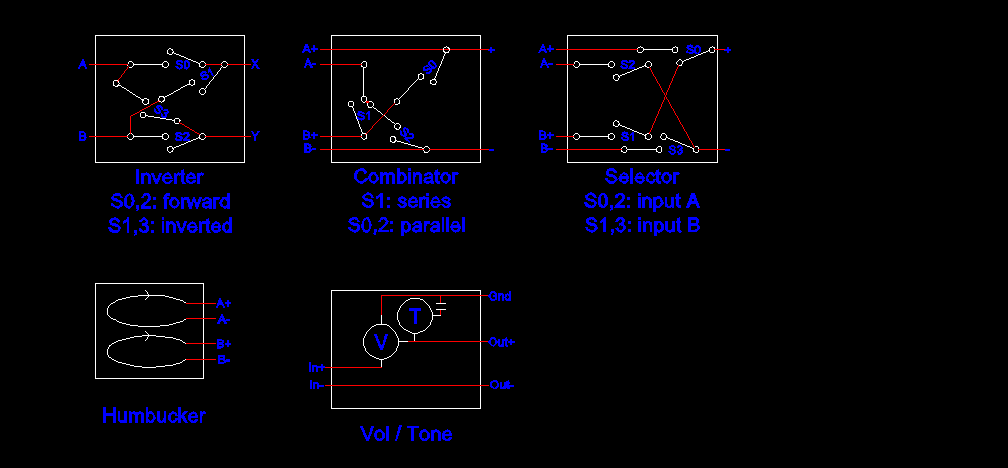 A
S0
S1
X
S3
B
S2
Y
Inverter
S0,2: forward
S1,3: inverted
A+
A-
S0
+
S1
B+
B-
S2
-
Combinator
S1: series
S0,2: parallel
A+
A-
S2
S0
+
B+
B-
S1
S3
-
Selector
S0,2: input A
S1,3: input B
A+
A-
B+
B-
Humbucker
Gnd
T
V
Out+
In+
In-
Out-
Vol / Tone